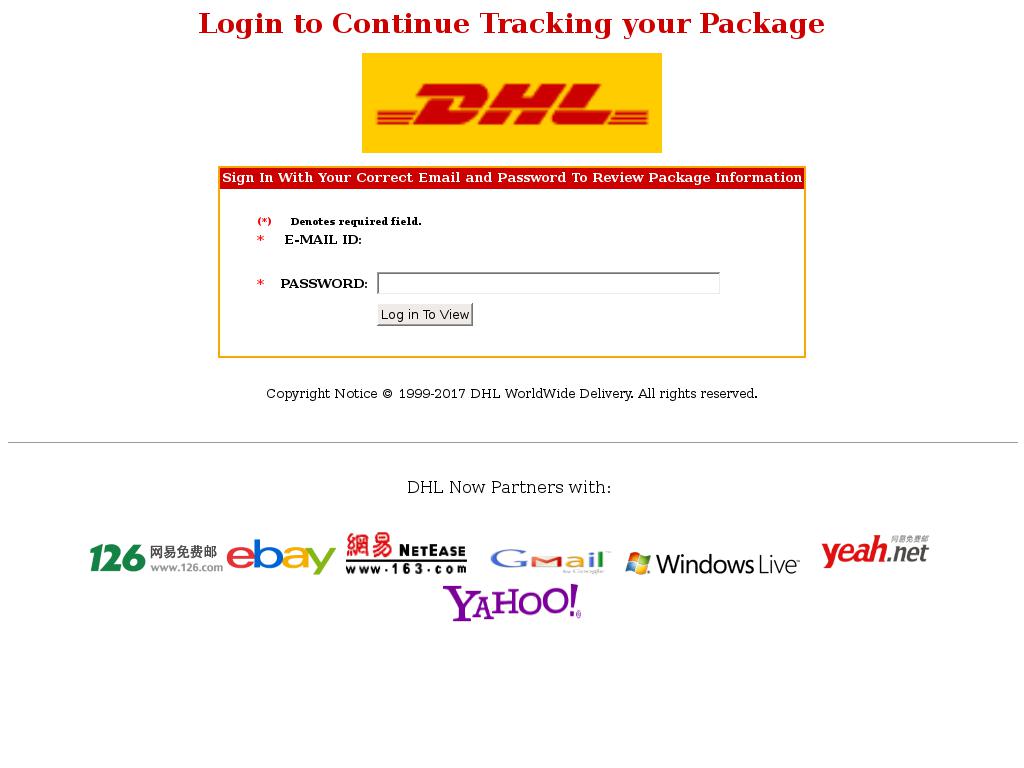 Login to Continue Tracking your Package
DHL
Sign In With Your Correct Email and Password To Review Package Information
(*) Denotes required field.
* E-MAIL ID:
* PASSWORD:
Log in To View
Copyright Notice © 1999-2017 DHL WorldWide Delivery. All rights reserved.
DHL Now Partners with:
126 网易免费邮
www.126.com
ebay
網易 NETEASE
www.163.com
Gmail
by Google
Windows Live™
yeah.net 网易免费邮
YAHOO!®